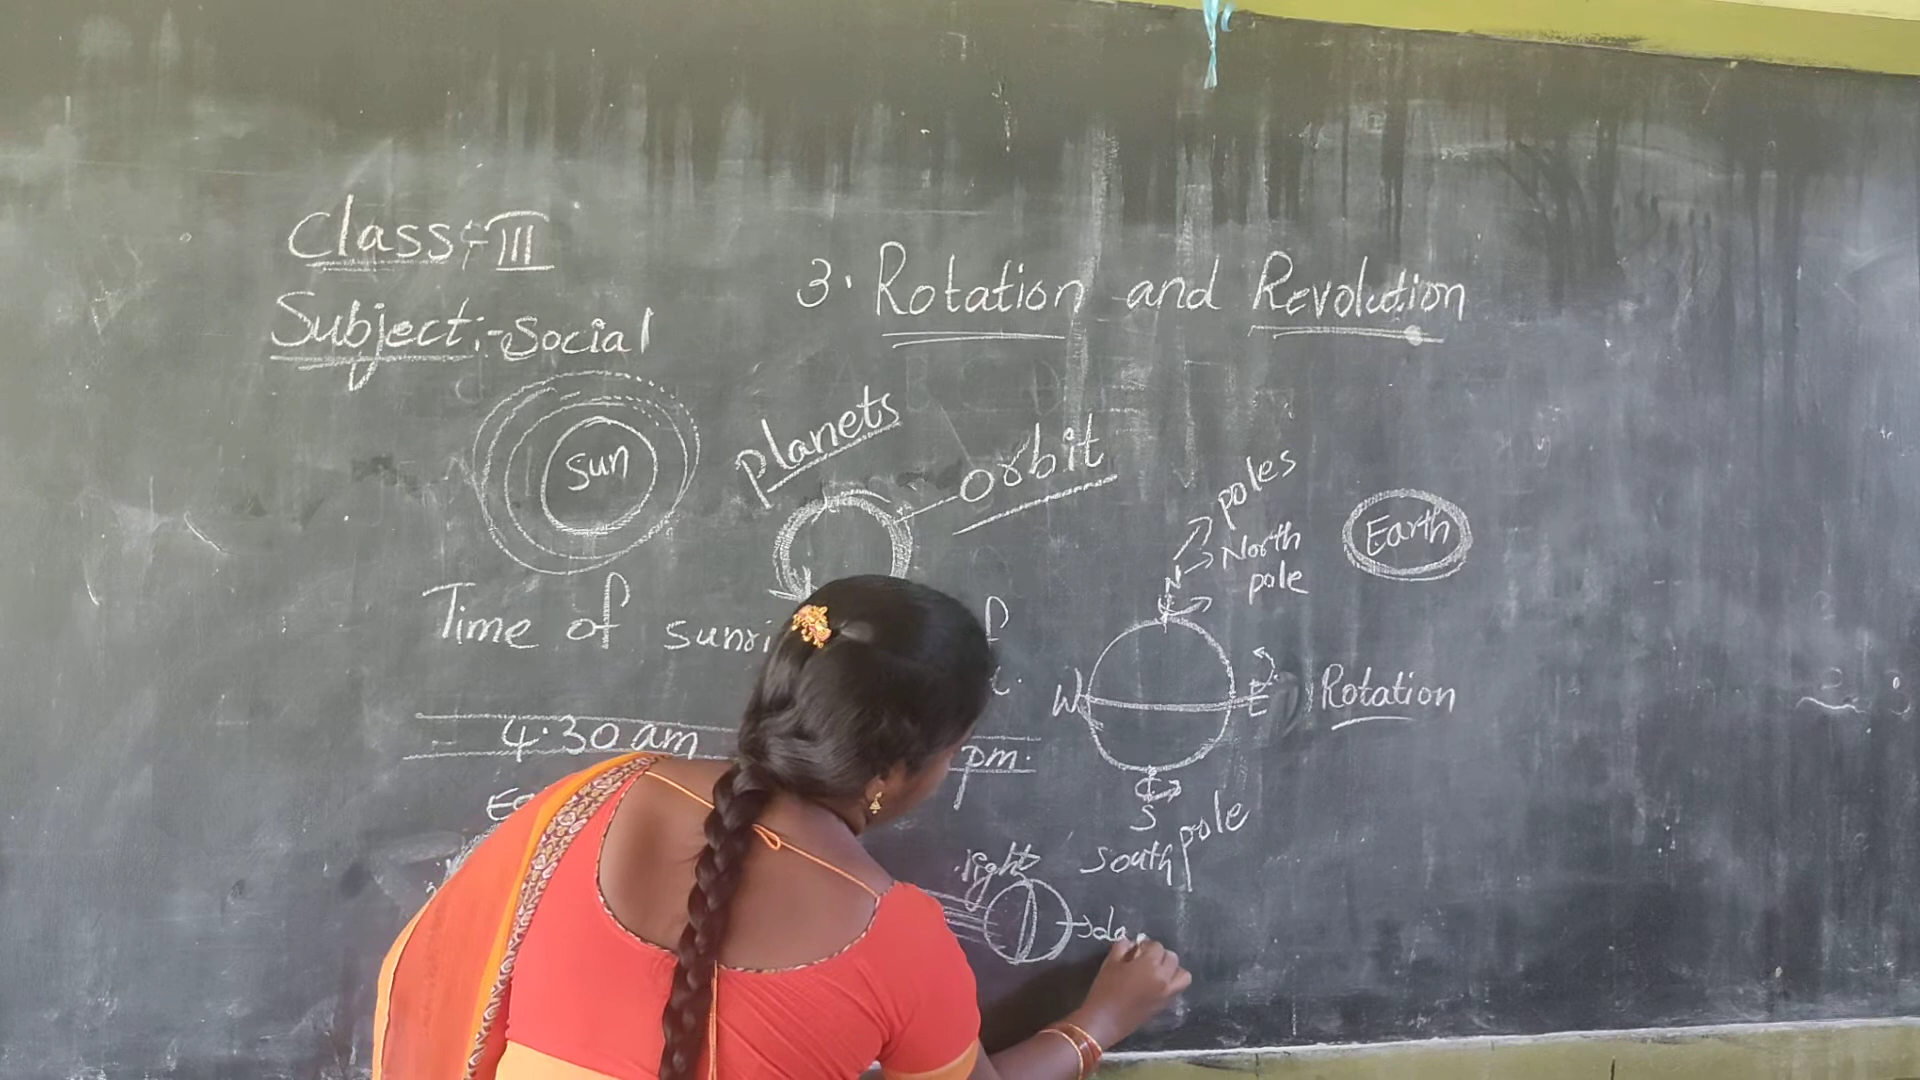 Class:-III
Subject:-Social
3. Rotation and Revolution
Sun
Planets
orbit
poles
North
pole
N
Earth
Time of sunri
W
E
Rotation
4.30 am
pm.
S
South pole
light